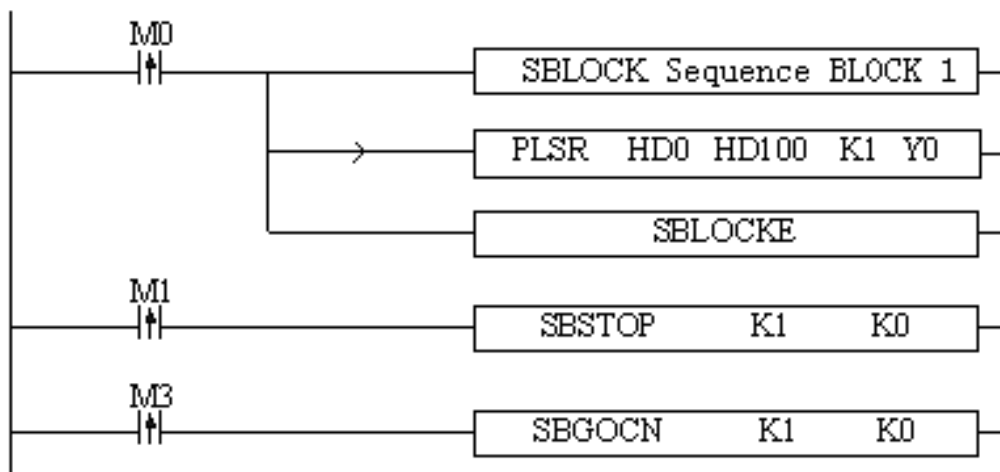 M0
SBLOCK Sequence BLOCK 1
PLSR HD0 HD100 K1 Y0
SBLOCKE
M1
SBSTOP K1 K0
M3
SBGOCN K1 K0